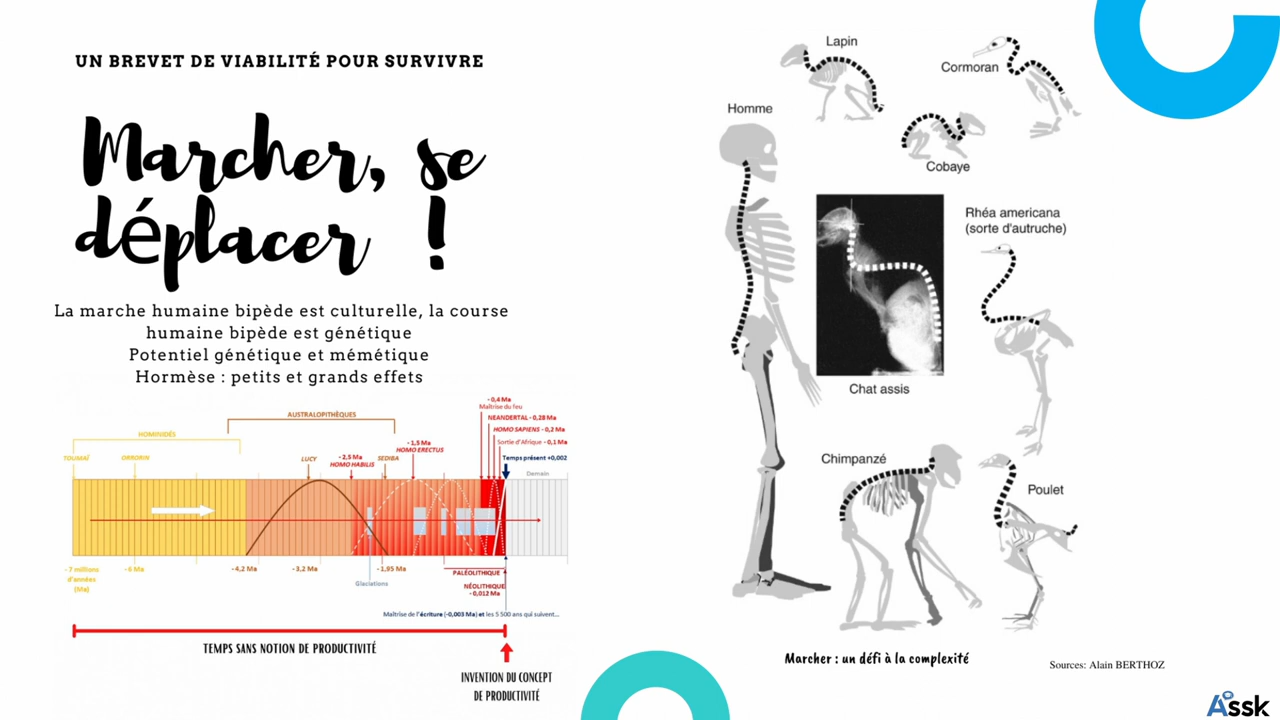 UN BREVET DE VIABILITÉ POUR SURVIVRE
Marcher, se
déplacer !
La marche humaine bipède est culturelle, la course
humaine bipède est génétique
Potentiel génétique et mémétique
Hormèse : petits et grands effets
HOMINIDÉS
TOUMAÏ
ORRORIN
AUSTRALOPITHÈQUES
LUCY
- 2,5 Ma
HOMO HABILIS
SEDIBA
- 1,5 Ma
HOMO ERECTUS
- 0,4 Ma
Maîtrise du feu
NEANDERTAL - 0,28 Ma
HOMO SAPIENS - 0,2 Ma
Sortie d'Afrique - 0,1 Ma
Temps présent +0,002
Demain
- 7 millions
d'années
(Ma)
- 6 Ma
- 4,2 Ma
- 3,2 Ma
- 1,95 Ma
Glaciations
PALÉOLITHIQUE
NÉOLITHIQUE
- 0,012 Ma
Maîtrise de l'écriture (-0,003 Ma) et les 5 500 ans qui suivent...
TEMPS SANS NOTION DE PRODUCTIVITÉ
INVENTION DU CONCEPT
DE PRODUCTIVITÉ
Lapin
Cormoran
Homme
Cobaye
Rhéa americana
(sorte d'autruche)
Chat assis
Chimpanzé
Poulet
Marcher : un défi à la complexité
Sources: Alain BERTHOZ
Assk